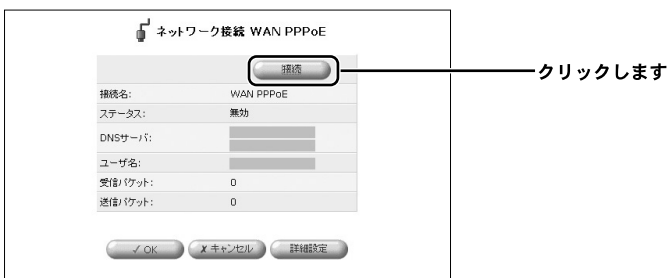 ネットワーク接続 WAN PPPoE
接続
クリックします
接続名: WAN PPPoE
ステータス: 無効
DNSサーバ:
ユーザ名:
受信パケット: 0
送信パケット: 0
✓ OK ✗ キャンセル 詳細設定